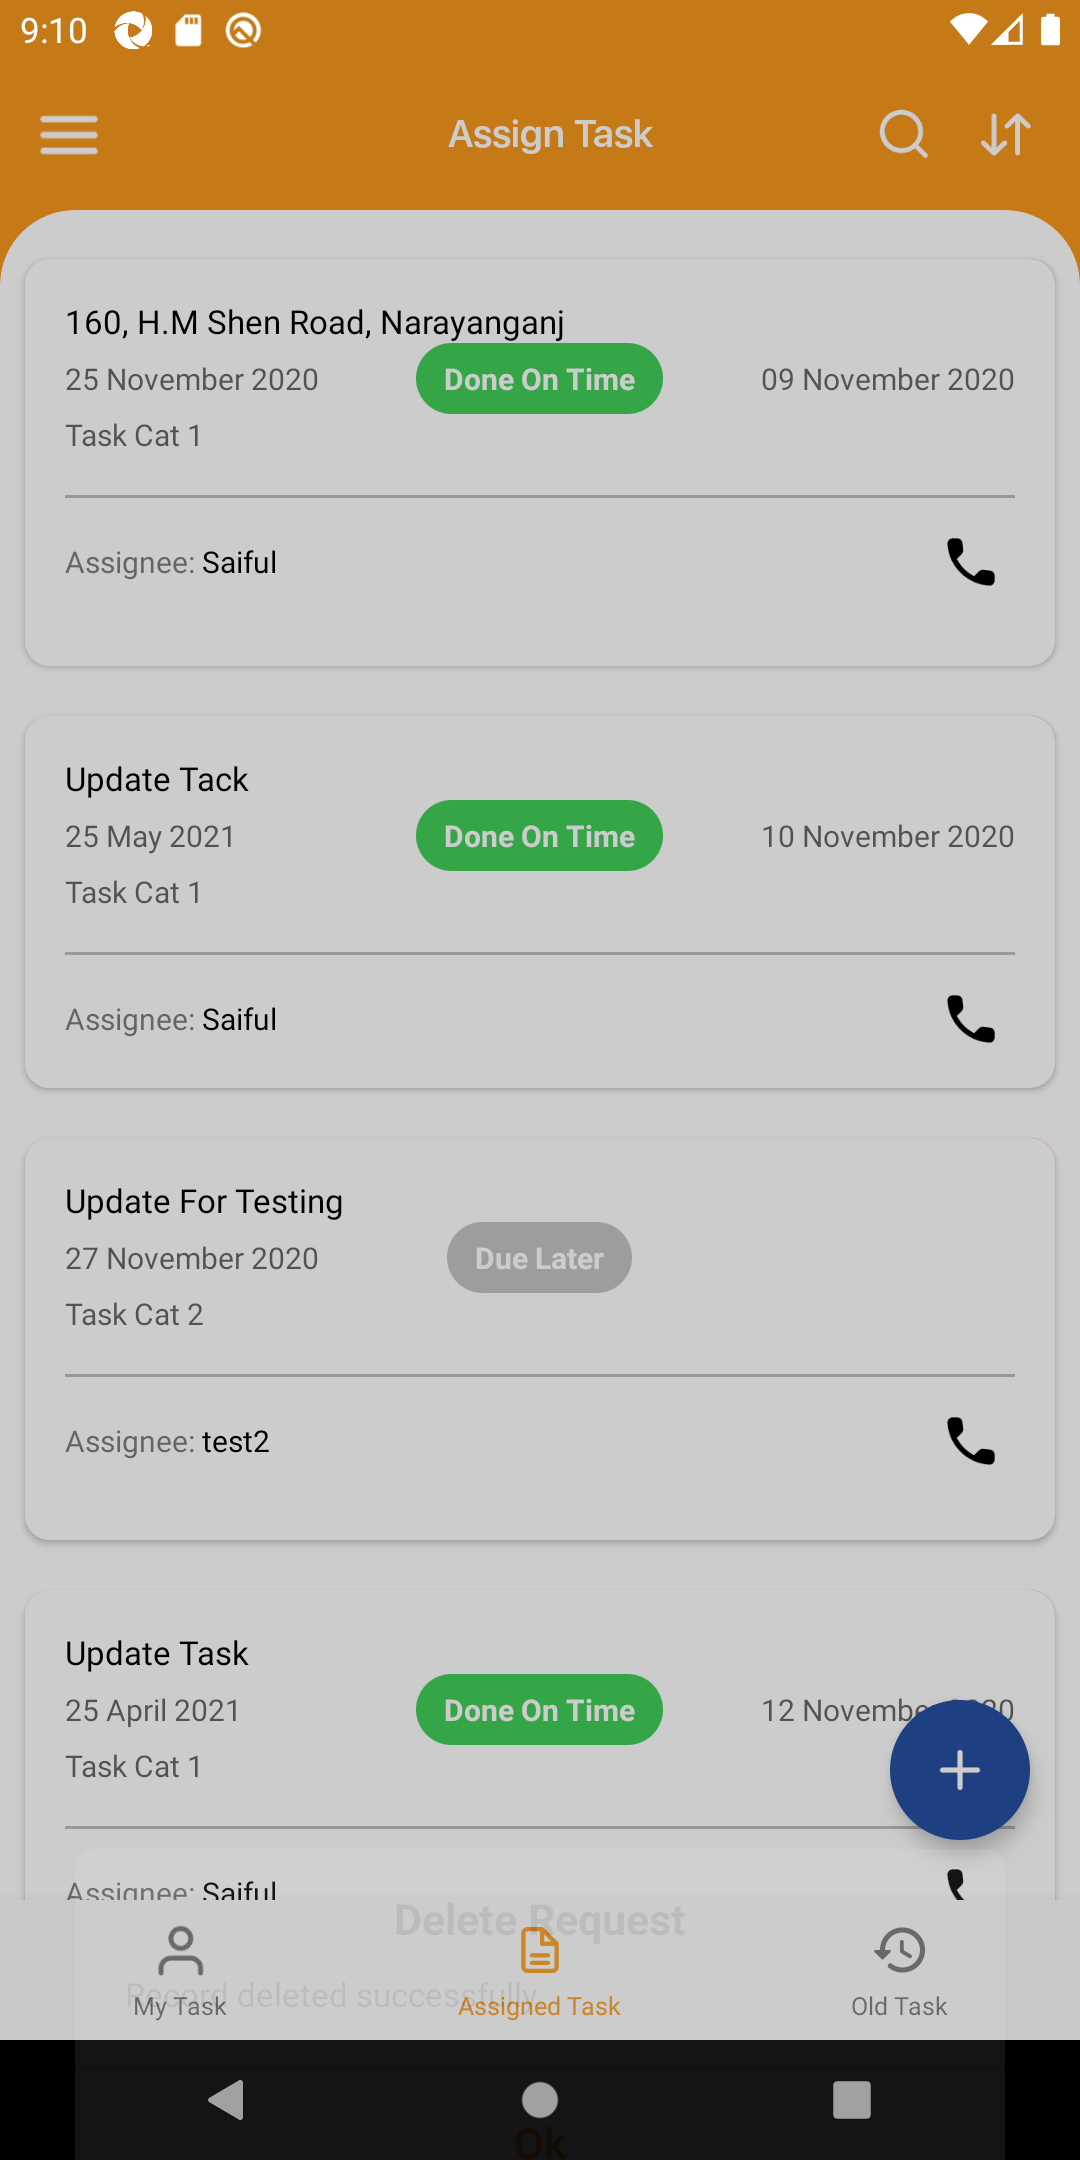 9:10
Assign Task
160, H.M Shen Road, Narayanganj
25 November 2020
Done On Time
09 November 2020
Task Cat 1
Assignee: Saiful
Update Tack
25 May 2021
Done On Time
10 November 2020
Task Cat 1
Assignee: Saiful
Update For Testing
27 November 2020
Due Later
Task Cat 2
Assignee: test2
Update Task
25 April 2021
Done On Time
12 November 2020
Task Cat 1
Assignee: Saiful
Delete Request
Record deleted successfully
My Task
Assigned Task
Old Task
Ok